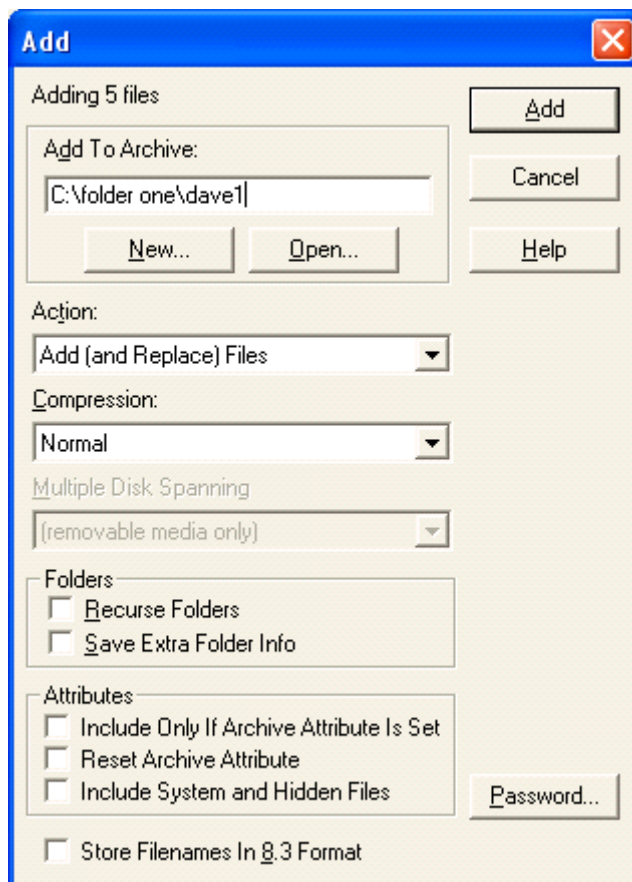 Add
Adding 5 files
Add
Add To Archive:
C:\folder one\dave1
Cancel
New...
Open...
Help
Action:
Add (and Replace) Files
Compression:
Normal
Multiple Disk Spanning
(removable media only)
Folders
Recurse Folders
Save Extra Folder Info
Attributes
Include Only If Archive Attribute Is Set
Reset Archive Attribute
Include System and Hidden Files
Password...
Store Filenames In 8.3 Format